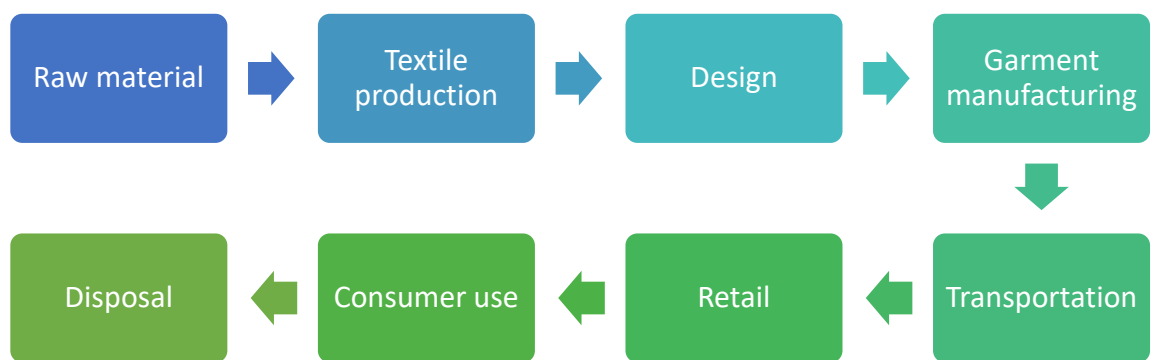 Raw material
Textile
production
Design
Garment
manufacturing
Transportation
Retail
Consumer use
Disposal